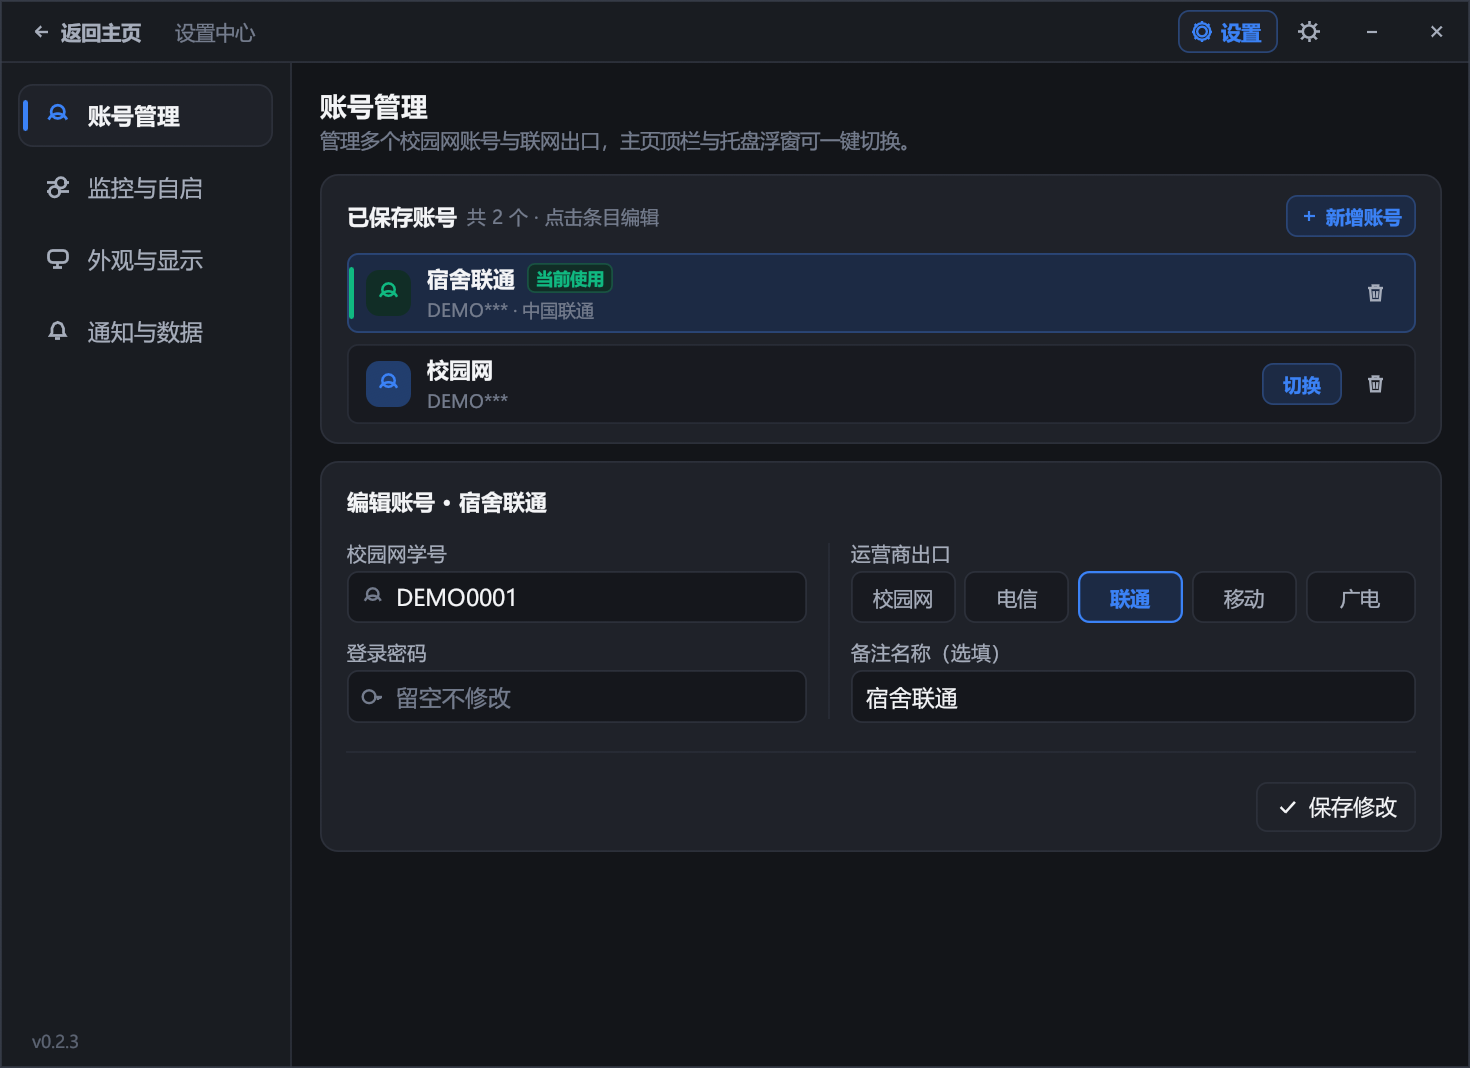 返回主页 设置中心 设置
账号管理
监控与自启
外观与显示
通知与数据
v0.2.3
账号管理
管理多个校园网账号与联网出口，主页顶栏与托盘浮窗可一键切换。
已保存账号 共 2 个 · 点击条目编辑 + 新增账号
宿舍联通 当前使用
DEMO*** · 中国联通
校园网
DEMO***
切换
编辑账号 • 宿舍联通
校园网学号
DEMO0001
登录密码
留空不修改
运营商出口
校园网 电信 联通 移动 广电
备注名称（选填）
宿舍联通
保存修改